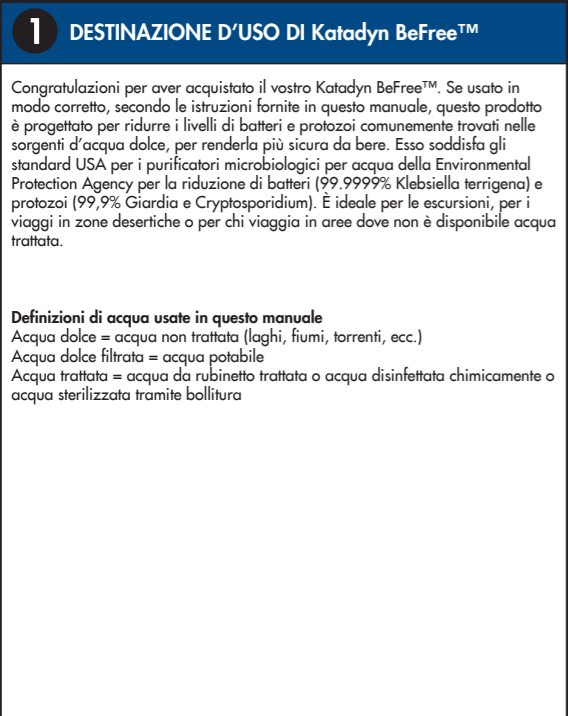 1 DESTINAZIONE D'USO DI Katadyn BeFree™
Congratulazioni per aver acquistato il vostro Katadyn BeFree™. Se usato in
modo corretto, secondo le istruzioni fornite in questo manuale, questo prodotto
è progettato per ridurre i livelli di batteri e protozoi comunemente trovati nelle
sorgenti d'acqua dolce, per renderla più sicura da bere. Esso soddisfa gli
standard USA per i purificatori microbiologici per acqua della Environmental
Protection Agency per la riduzione di batteri (99.9999% Klebsiella terrigena) e
protozoi (99,9% Giardia e Cryptosporidium). È ideale per le escursioni, per i
viaggi in zone desertiche o per chi viaggia in aree dove non è disponibile acqua
trattata.
Definizioni di acqua usate in questo manuale
Acqua dolce = acqua non trattata (laghi, fiumi, torrenti, ecc.)
Acqua dolce filtrata = acqua potabile
Acqua trattata = acqua da rubinetto trattata o acqua disinfettata chimicamente o
acqua sterilizzata tramite bollitura